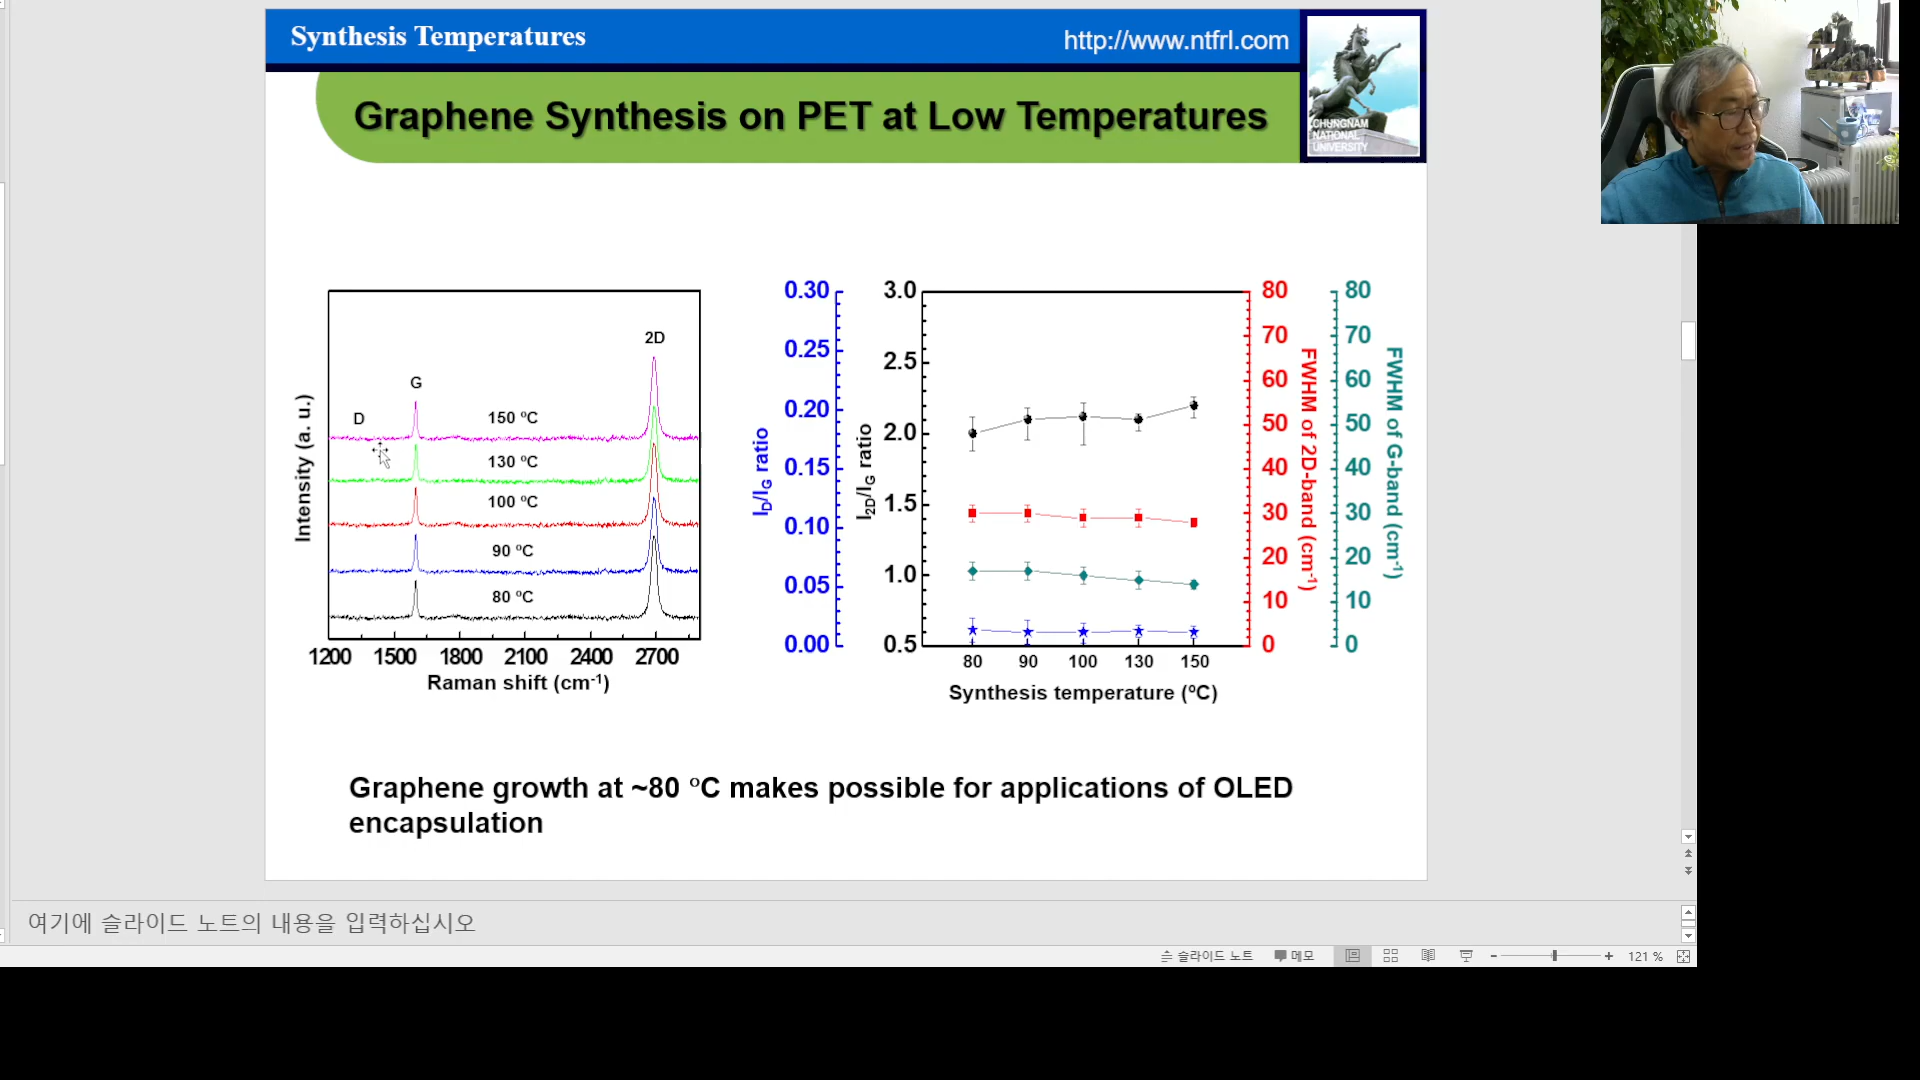 Synthesis Temperatures
http://www.ntfrl.com
Graphene Synthesis on PET at Low Temperatures
CHUNGNAM
NATIONAL
UNIVERSITY
2D
G
D
150 ºC
130 ºC
100 ºC
90 ºC
80 ºC
Intensity (a. u.)
1200 1500 1800 2100 2400 2700
Raman shift (cm-1)
0.30
0.25
0.20
0.15
0.10
0.05
0.00
ID/IG ratio
3.0
2.5
2.0
1.5
1.0
0.5
I2D/IG ratio
80 90 100 130 150
Synthesis temperature (ºC)
80
70
60
50
40
30
20
10
0
FWHM of 2D-band (cm-1)
80
70
60
50
40
30
20
10
0
FWHM of G-band (cm-1)
Graphene growth at ~80 ºC makes possible for applications of OLED
encapsulation
여기에 슬라이드 노트의 내용을 입력하십시오
슬라이드 노트 메모 121 %